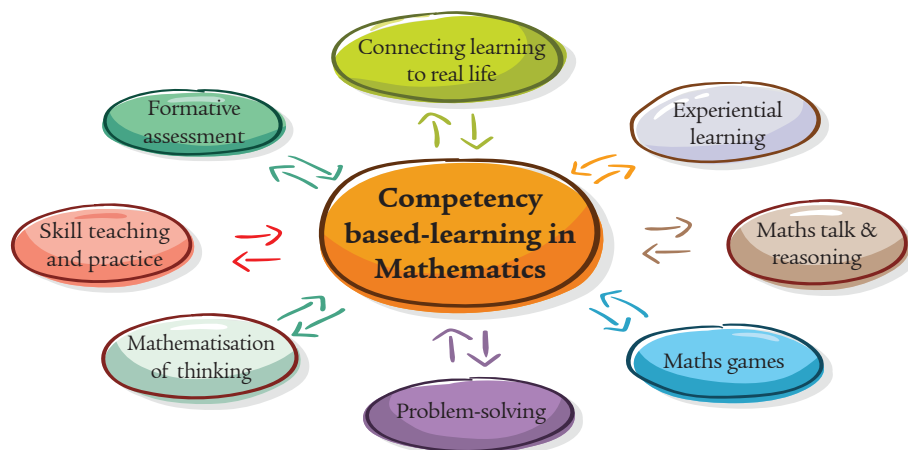 Connecting learning
to real life
Formative
assessment
Experiential
learning
Competency
based-learning in
Mathematics
Skill teaching
and practice
Maths talk &
reasoning
Mathematisation
of thinking
Maths games
Problem-solving